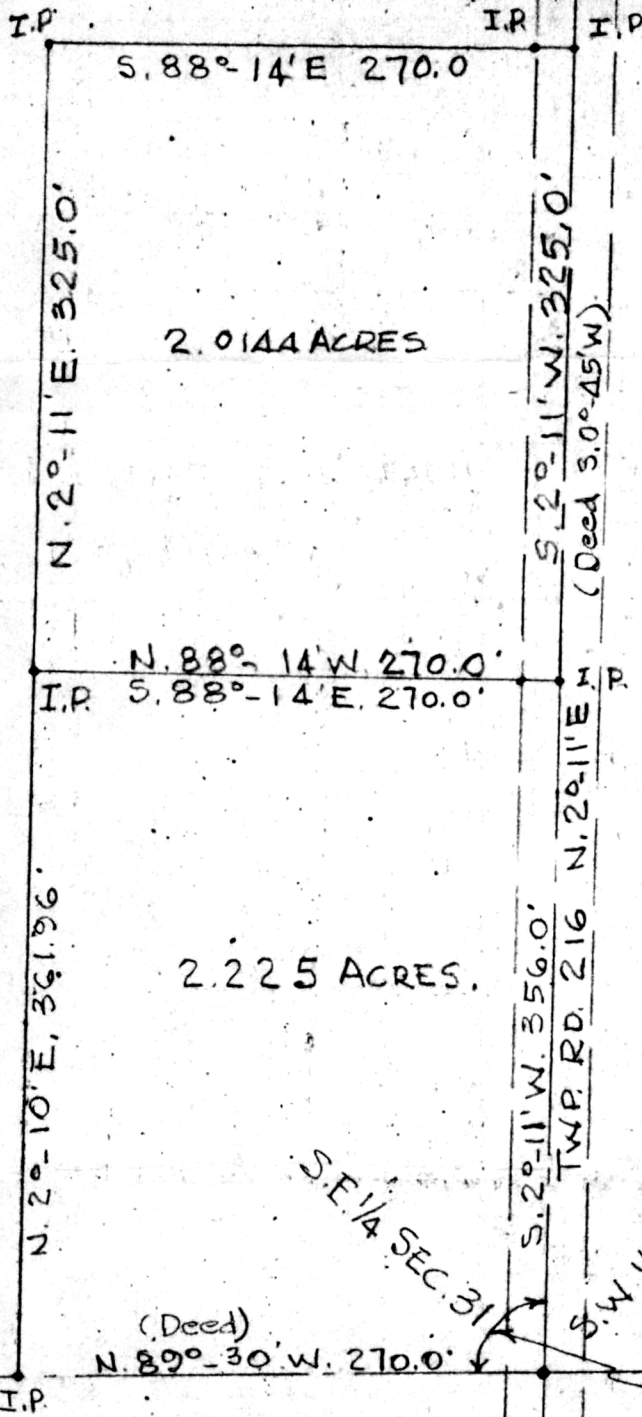 I.P.
I.P.
I.P.
S. 88°-14' E 270.0
N. 2°-11' E. 325.0'
2.0144 ACRES
S. 2°-11' W. 325.0'
(Deed S.0°-45'W)
N. 88°- 14' W. 270.0'
I.P.
S. 88°-14' E. 270.0'
I.P.
N. 2°-11' E
N. 2°-10' E, 361.96'
2.225 ACRES.
S. 2°-11' W. 356.0'
TWP. RD. 216
S.E. 1/4 SEC. 31
S.W.
(Deed)
N. 89°-30' W. 270.0'
I.P.